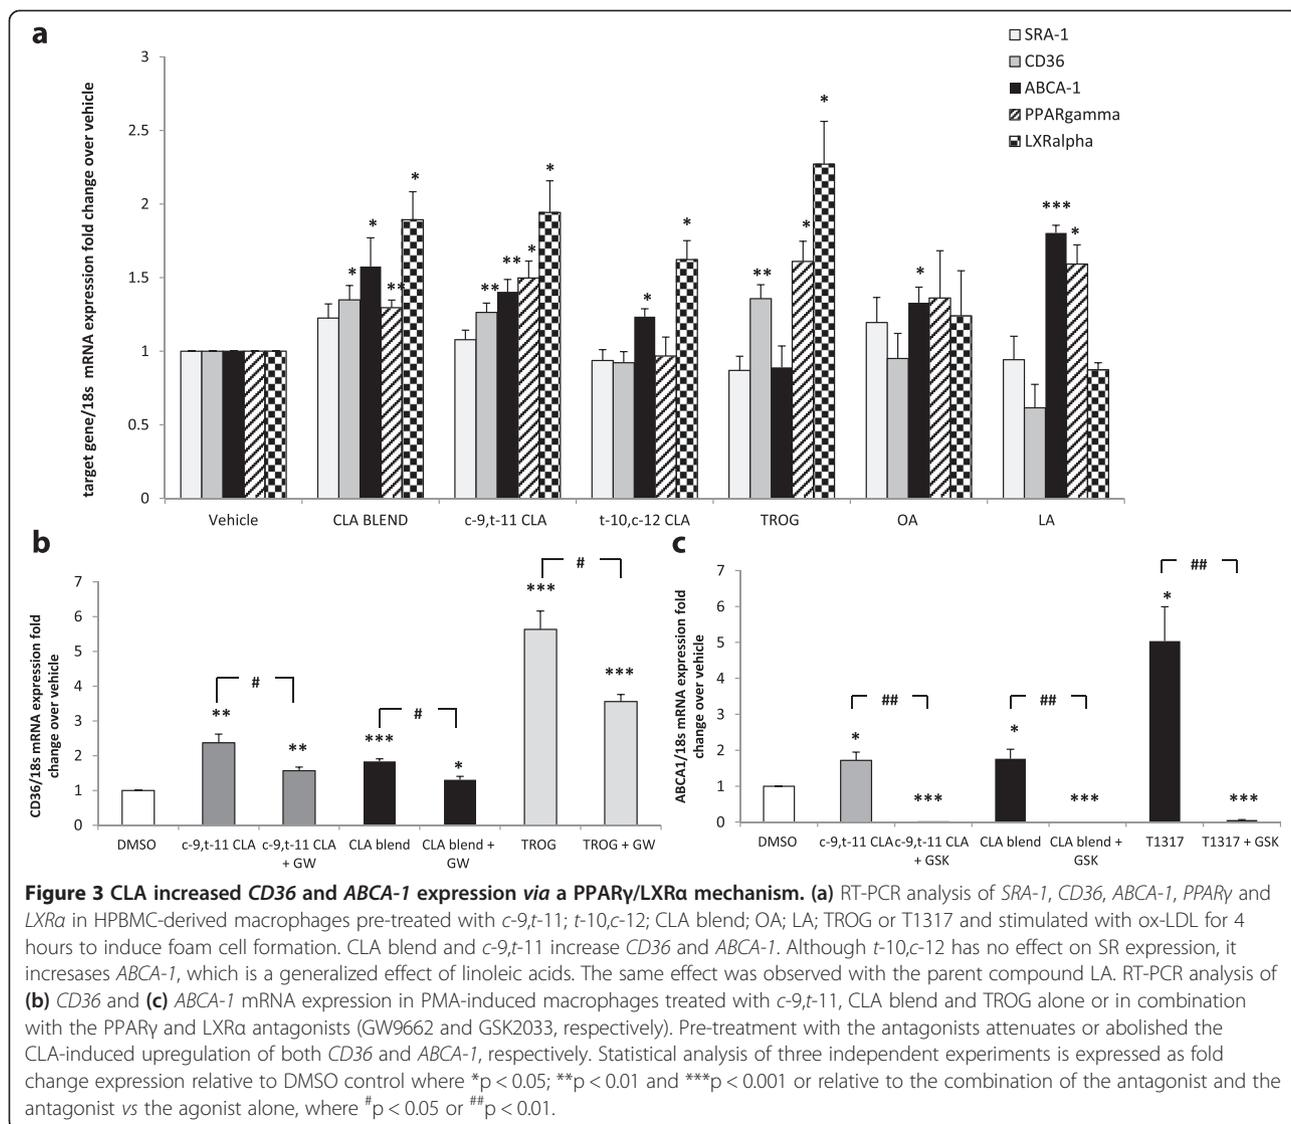 a
SRA-1
CD36
ABCA-1
PPARgamma
LXRalpha
target gene/18s mRNA expression fold change over vehicle
3
2.5
2
1.5
1
0.5
0
* * ** *
** ** * *
* *
** * *
*
*** *
Vehicle CLA BLEND c-9,t-11 CLA t-10,c-12 CLA TROG OA LA
b
CD36/18s mRNA expression fold
change over vehicle
7
6
5
4
3
2
1
0
# # #
** ** *** * *** ***
DMSO c-9,t-11 CLA c-9,t-11 CLA + GW CLA blend CLA blend + GW TROG TROG + GW
c
ABCA1/18s mRNA expression fold
change over vehicle
7
6
5
4
3
2
1
0
## ## ##
* *** * *** * ***
DMSO c-9,t-11 CLA c-9,t-11 CLA + GSK CLA blend CLA blend + GSK T1317 T1317 + GSK
Figure 3 CLA increased CD36 and ABCA-1 expression via a PPARγ/LXRα mechanism. (a) RT-PCR analysis of SRA-1, CD36, ABCA-1, PPARγ and
LXRα in HPBMC-derived macrophages pre-treated with c-9,t-11; t-10,c-12; CLA blend; OA; LA; TROG or T1317 and stimulated with ox-LDL for 4
hours to induce foam cell formation. CLA blend and c-9,t-11 increase CD36 and ABCA-1. Although t-10,c-12 has no effect on SR expression, it
incresases ABCA-1, which is a generalized effect of linoleic acids. The same effect was observed with the parent compound LA. RT-PCR analysis of
(b) CD36 and (c) ABCA-1 mRNA expression in PMA-induced macrophages treated with c-9,t-11, CLA blend and TROG alone or in combination
with the PPARγ and LXRα antagonists (GW9662 and GSK2033, respectively). Pre-treatment with the antagonists attenuates or abolished the
CLA-induced upregulation of both CD36 and ABCA-1, respectively. Statistical analysis of three independent experiments is expressed as fold
change expression relative to DMSO control where *p < 0.05; **p < 0.01 and ***p < 0.001 or relative to the combination of the antagonist and the
antagonist vs the agonist alone, where #p < 0.05 or ##p < 0.01.